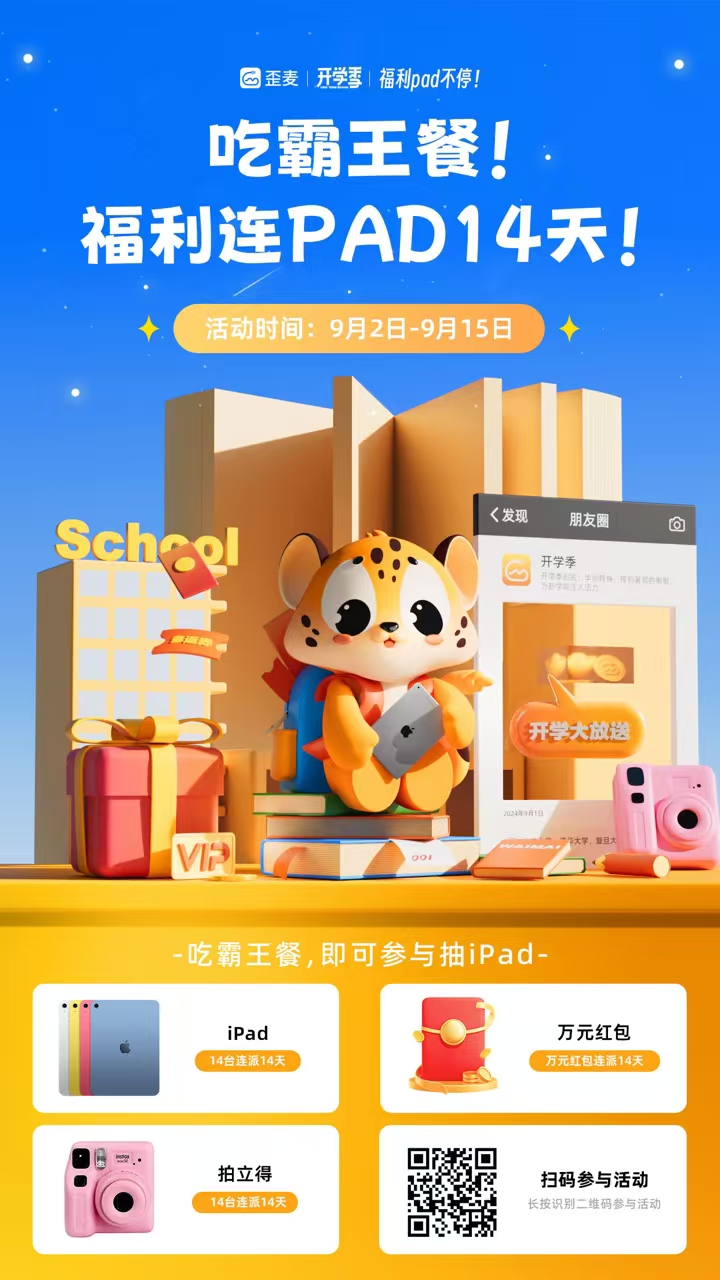 歪麦 | 开学季 | 福利pad不停!
吃霸王餐!
福利连PAD14天!
活动时间：9月2日-9月15日
School
发现
朋友圈
开学季
开学大放送
2024年9月1日
VIP
001
WAIMAI
-吃霸王餐,即可参与抽iPad-
iPad
14台连派14天
万元红包
万元红包连派14天
拍立得
14台连派14天
扫码参与活动
长按识别二维码参与活动